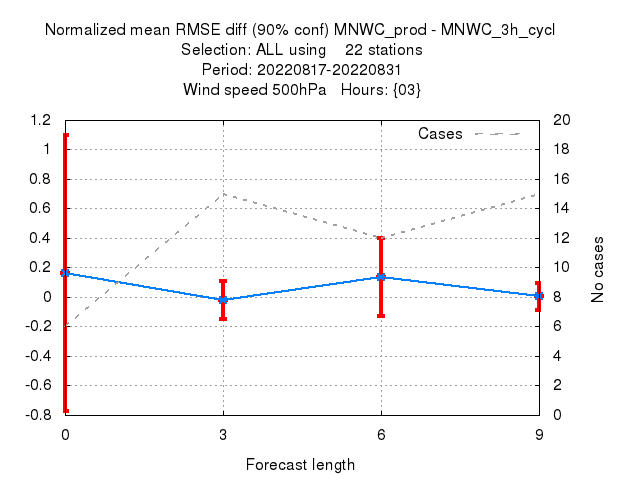 Normalized mean RMSE diff (90% conf) MNWC_prod - MNWC_3h_cycl
Selection: ALL using    22 stations
Period: 20220817-20220831
Wind speed 500hPa   Hours: {03}
Cases
1.2
1
0.8
0.6
0.4
0.2
0
-0.2
-0.4
-0.6
-0.8
20
18
16
14
12
10
8
6
4
2
0
No cases
0 3 6 9
Forecast length